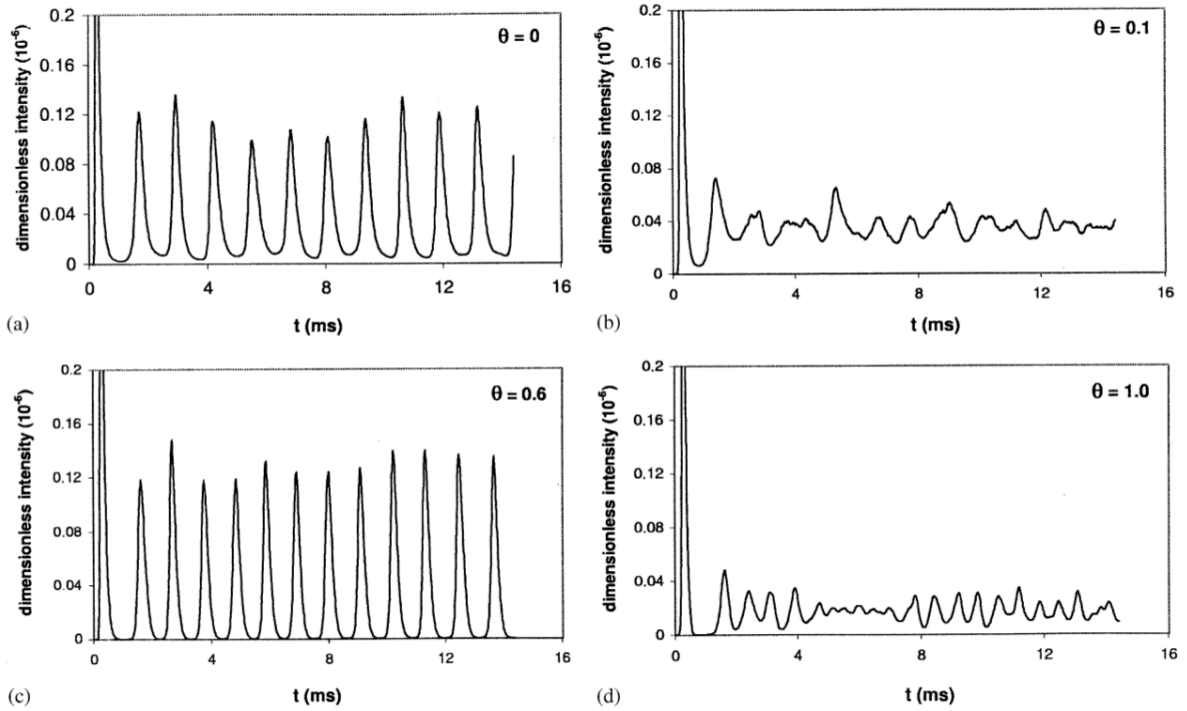 0.2
θ = 0
0.16
0.12
0.08
0.04
0
dimensionless intensity (10⁻⁶)
0 4 8 12 16
t (ms)
(a)
0.2
θ = 0.1
0.16
0.12
0.08
0.04
0
dimensionless intensity (10⁻⁶)
0 4 8 12 16
t (ms)
(b)
0.2
θ = 0.6
0.16
0.12
0.08
0.04
0
dimensionless intensity (10⁻⁶)
0 4 8 12 16
t (ms)
(c)
0.2
θ = 1.0
0.16
0.12
0.08
0.04
0
dimensionless intensity (10⁻⁶)
0 4 8 12 16
t (ms)
(d)